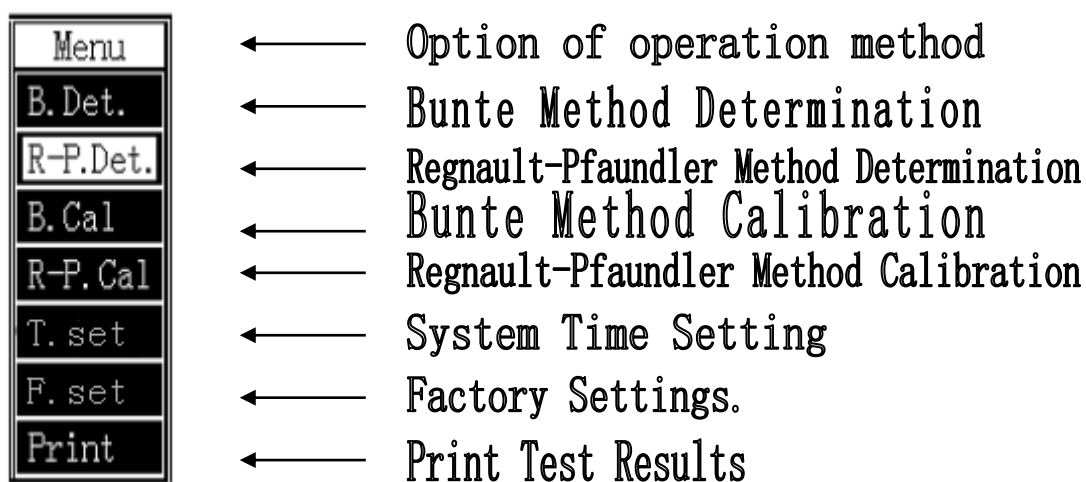 Menu Option of operation method
B.Det. Bunte Method Determination
R-P.Det. Regnault-Pfaundler Method Determination
B.Cal Bunte Method Calibration
R-P.Cal Regnault-Pfaundler Method Calibration
T.set System Time Setting
F.set Factory Settings.
Print Print Test Results